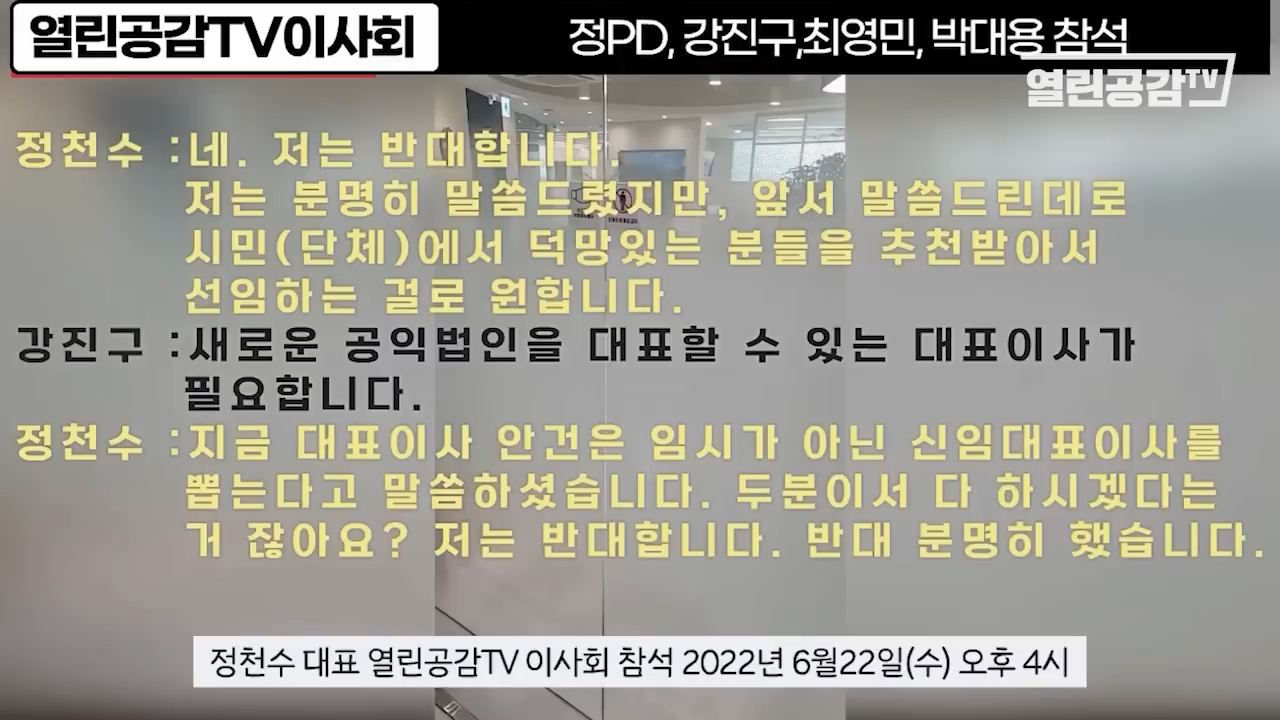 열린공감TV이사회
정PD, 강진구,최영민, 박대용 참석
열린공감TV
정천수 :네. 저는 반대합니다.
저는 분명히 말씀드렸지만, 앞서 말씀드린데로
시민(단체)에서 덕망있는 분들을 추천받아서
선임하는 걸로 원합니다.
강진구 :새로운 공익법인을 대표할 수 있는 대표이사가
필요합니다.
정천수 :지금 대표이사 안건은 임시가 아닌 신임대표이사를
뽑는다고 말씀하셨습니다. 두분이서 다 하시겠다는
거 잖아요? 저는 반대합니다. 반대 분명히 했습니다.
정천수 대표 열린공감TV 이사회 참석 2022년 6월22일(수) 오후 4시